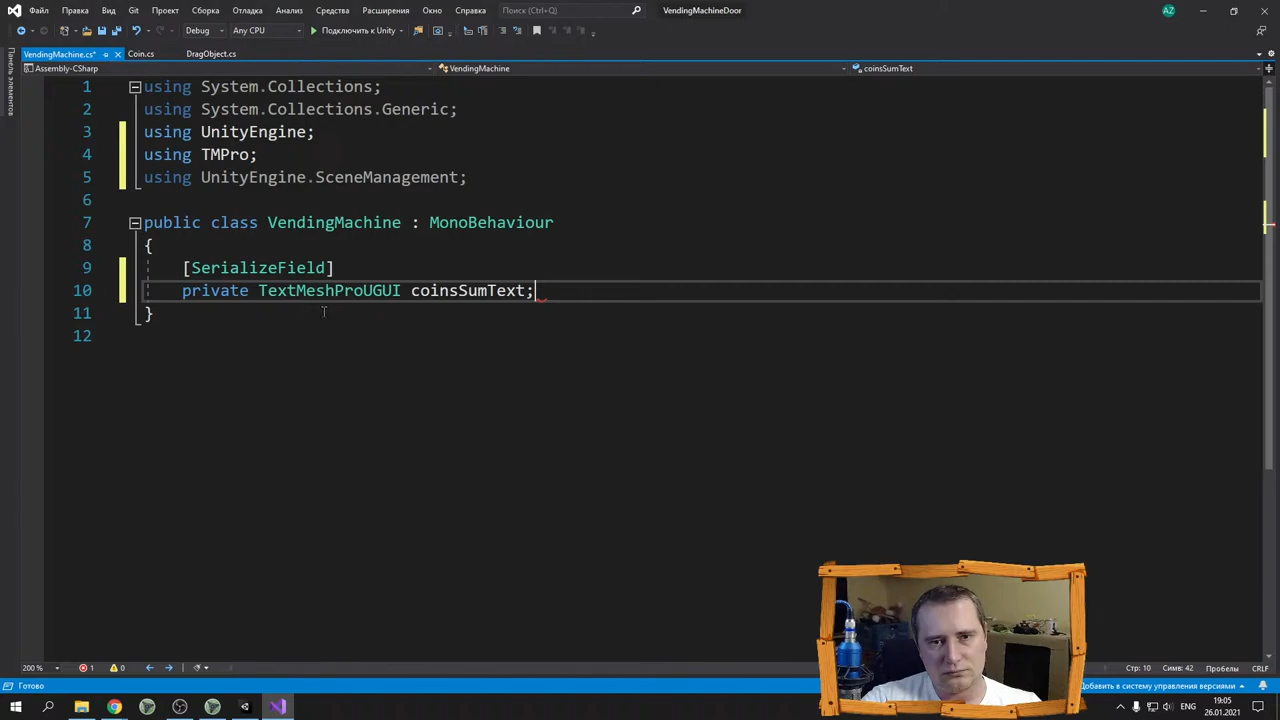 Файл Правка Вид Git Проект Сборка Отладка Анализ Средства Расширения Окно Справка Поиск (Ctrl+Q) VendingMachineDoor AZ
Debug Any CPU Подключить к Unity
VendingMachine.cs* Coin.cs DragObject.cs
Панель элементов
Assembly-CSharp VendingMachine coinsSumText
1 using System.Collections;
2 using System.Collections.Generic;
3 using UnityEngine;
4 using TMPro;
5 using UnityEngine.SceneManagement;
6
7 public class VendingMachine : MonoBehaviour
8 {
9 [SerializeField]
10 private TextMeshProUGUI coinsSumText;
11 }
12
200 % 1 0 Стр: 10 Симв: 42 Пробелы CRLF
Готово Добавить в систему управления версиями
ENG 19:05
26.01.2021